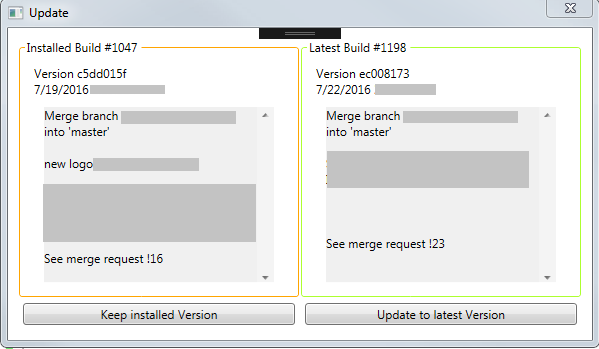 Update
Installed Build #1047
Version c5dd015f
7/19/2016
Merge branch
into 'master'
new logo
See merge request !16
Keep installed Version
Latest Build #1198
Version ec008173
7/22/2016
Merge branch
into 'master'
See merge request !23
Update to latest Version